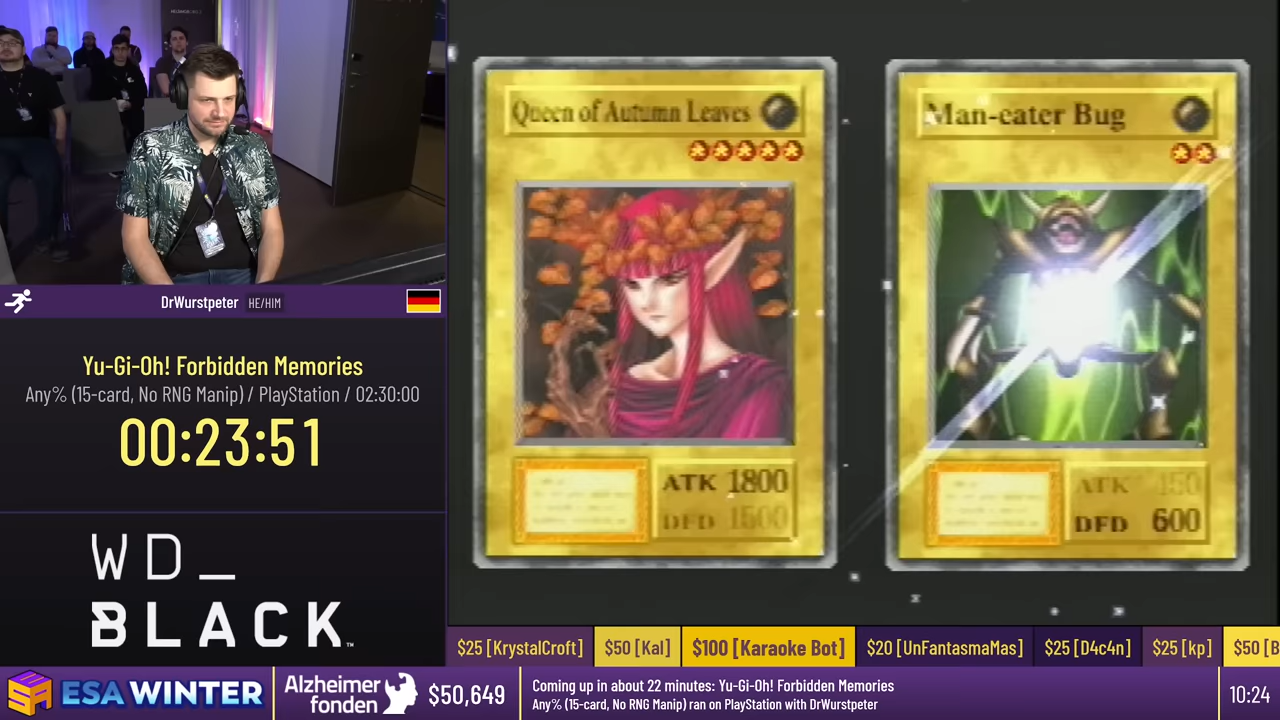 Queen of Autumn Leaves
ATK 1800
DFD 1500
Man-eater Bug
ATK 450
DFD 600
DrWurstpeter HE/HIM
Yu-Gi-Oh! Forbidden Memories
Any% (15-card, No RNG Manip) / PlayStation / 02:30:00
00:23:51
WD_
BLACK™
$25 [KrystalCroft] $50 [Kal] $100 [Karaoke Bot] $20 [UnFantasmaMas] $25 [D4c4n] $25 [kp] $50 [B
ESA WINTER
Alzheimer
fonden
$50,649
Coming up in about 22 minutes: Yu-Gi-Oh! Forbidden Memories
Any% (15-card, No RNG Manip) ran on PlayStation with DrWurstpeter
10:24